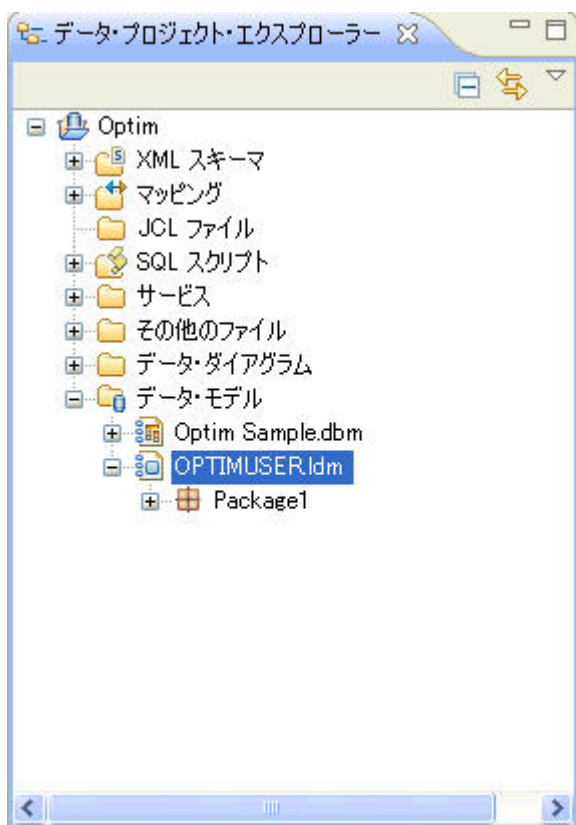 データ・プロジェクト・エクスプローラー
Optim
XML スキーマ
マッピング
JCL ファイル
SQL スクリプト
サービス
その他のファイル
データ・ダイアグラム
データ・モデル
Optim Sample.dbm
OPTIMUSER.ldm
Package1